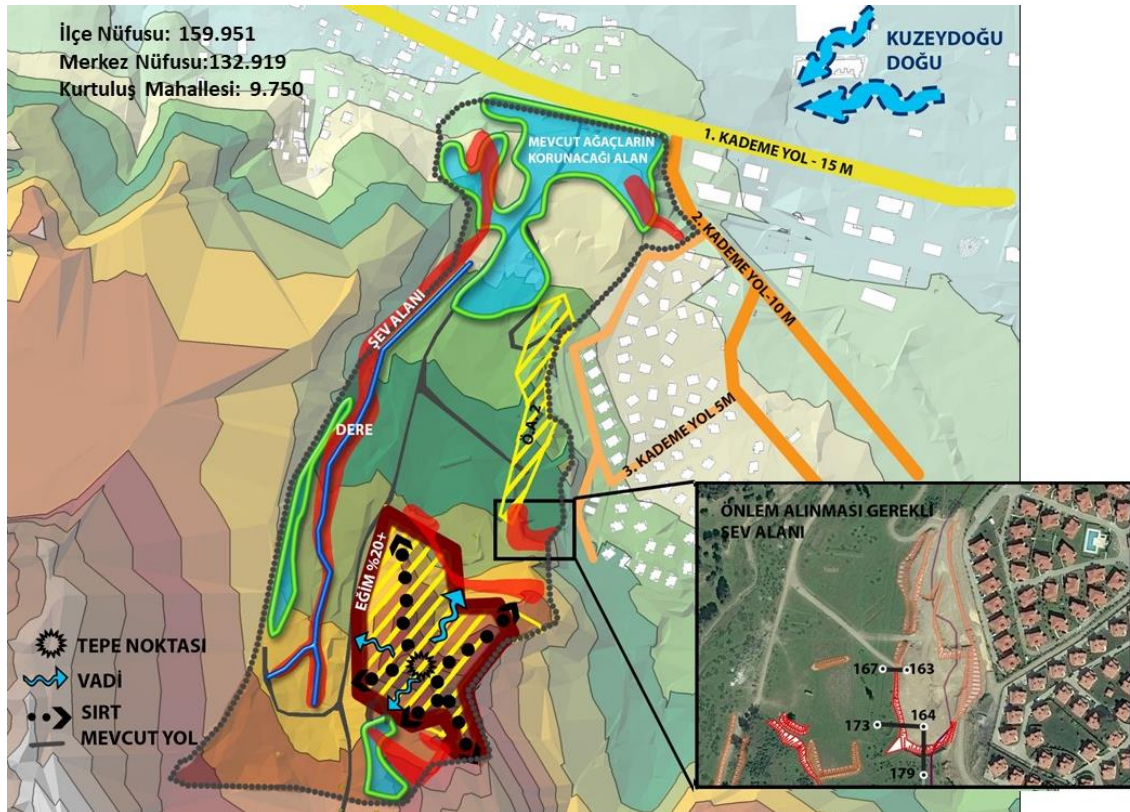 İlçe Nüfusu: 159.951
Merkez Nüfusu:132.919
Kurtuluş Mahallesi: 9.750
KUZEYDOĞU
DOĞU
MEVCUT AĞAÇLARIN
KORUNACAĞI ALAN
1. KADEME YOL - 15 M
2. KADEME YOL-10 M
3. KADEME YOL 5M
ŞEV ALANI
DERE
Ö.A. 2
EĞİM %20+
TEPE NOKTASI
VADİ
SIRT
MEVCUT YOL
ÖNLEM ALINMASI GEREKLİ
ŞEV ALANI
167
163
173
164
179